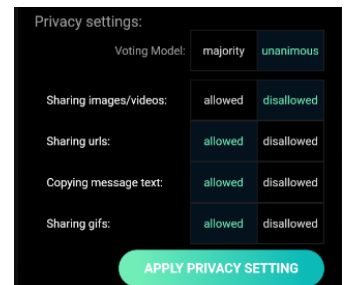 Privacy settings:
Voting Model: majority unanimous
Sharing images/videos: allowed disallowed
Sharing urls: allowed disallowed
Copying message text: allowed disallowed
Sharing gifs: allowed disallowed
APPLY PRIVACY SETTING